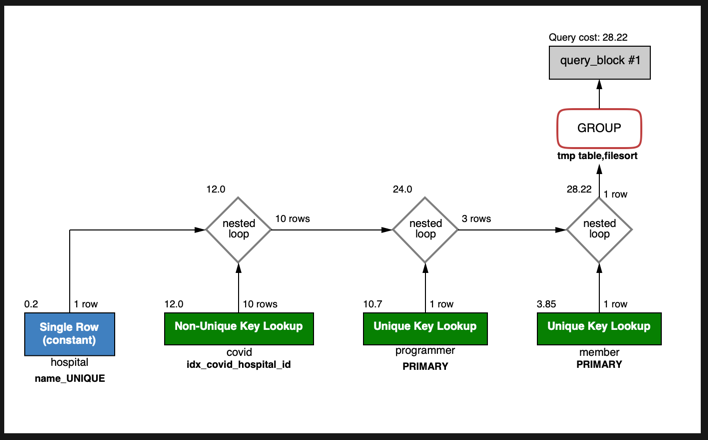 Query cost: 28.22
query_block #1
GROUP
tmp table,filesort
12.0
24.0
28.22
1 row
nested
loop
10 rows
nested
loop
3 rows
nested
loop
0.2
1 row
12.0
10 rows
10.7
1 row
3.85
1 row
Single Row
(constant)
Non-Unique Key Lookup
Unique Key Lookup
Unique Key Lookup
hospital
covid
programmer
member
name_UNIQUE
idx_covid_hospital_id
PRIMARY
PRIMARY